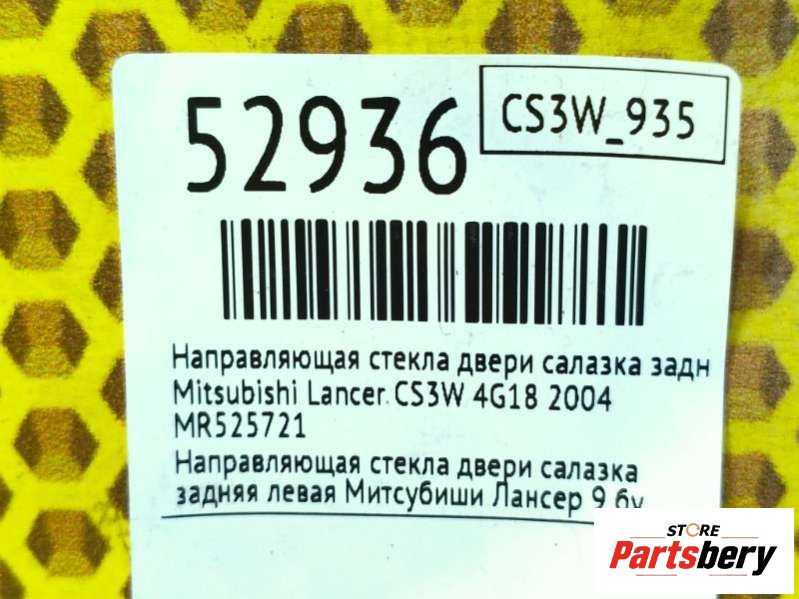 52936
CS3W_935
Направляющая стекла двери салазка задн
Mitsubishi Lancer CS3W 4G18 2004
MR525721
Направляющая стекла двери салазка
задняя левая Митсубиши Лансер 9 бу
STORE
Partsbery